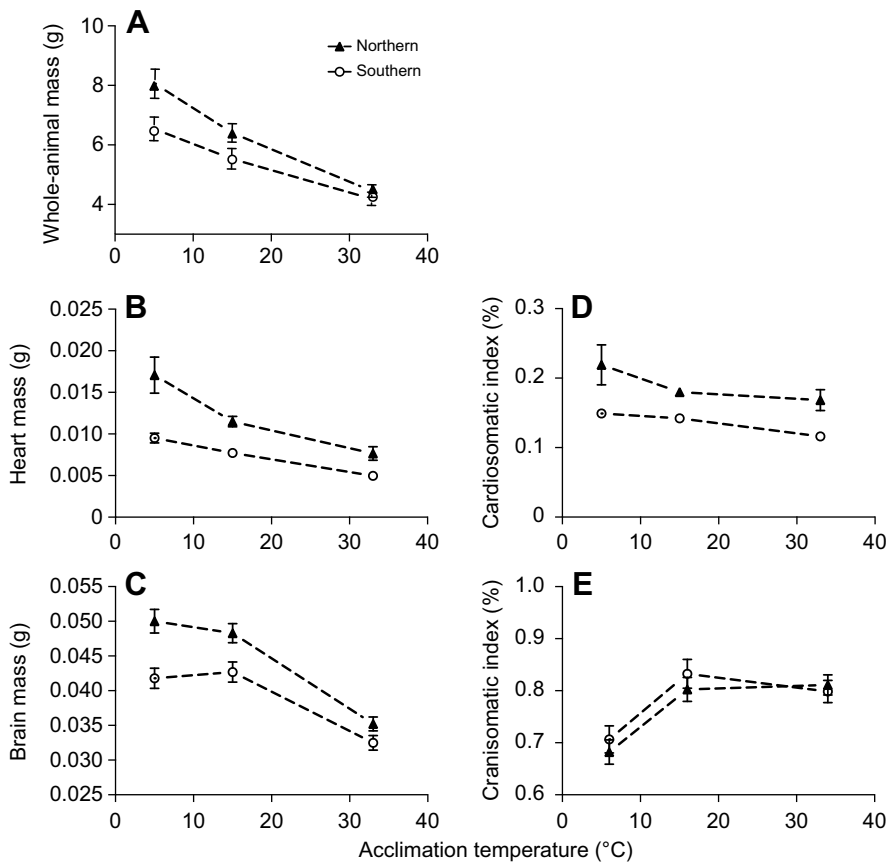 A
Whole-animal mass (g)
10
8
6
4
0 10 20 30 40
Northern
Southern
B
Heart mass (g)
0.025
0.020
0.015
0.010
0.005
0
0 10 20 30 40
D
Cardiosomatic index (%)
0.3
0.2
0.1
0
0 10 20 30 40
C
Brain mass (g)
0.055
0.050
0.045
0.040
0.035
0.030
0.025
0 10 20 30 40
E
Cranisomatic index (%)
1.0
0.9
0.8
0.7
0.6
0 10 20 30 40
Acclimation temperature (°C)